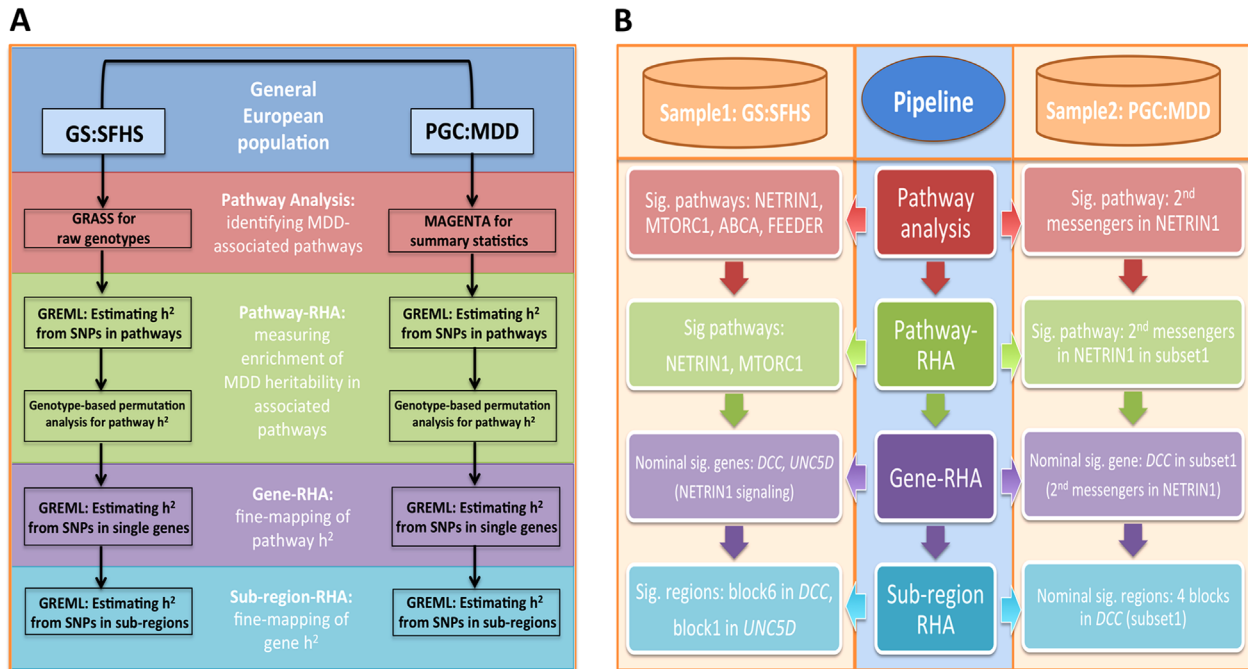 A
General
European
population
GS:SFHS
PGC:MDD
Pathway Analysis:
identifying MDD-
associated pathways
GRASS for
raw genotypes
MAGENTA for
summary statistics
Pathway-RHA:
measuring
enrichment of
MDD heritability in
associated
pathways
GREML: Estimating h²
from SNPs in pathways
GREML: Estimating h²
from SNPs in pathways
Genotype-based permutation
analysis for pathway h²
Genotype-based permutation
analysis for pathway h²
Gene-RHA:
fine-mapping of
pathway h²
GREML: Estimating h²
from SNPs in single genes
GREML: Estimating h²
from SNPs in single genes
Sub-region-RHA:
fine-mapping of
gene h²
GREML: Estimating h²
from SNPs in sub-regions
GREML: Estimating h²
from SNPs in sub-regions
B
Sample1: GS:SFHS
Pipeline
Sample2: PGC:MDD
Sig. pathways: NETRIN1,
MTORC1, ABCA, FEEDER
Pathway
analysis
Sig. pathway: 2nd
messengers in NETRIN1
Sig pathways:
NETRIN1, MTORC1
Pathway-
RHA
Sig. pathway: 2nd messengers
in NETRIN1 in subset1
Nominal sig. genes: DCC, UNC5D
(NETRIN1 signaling)
Gene-RHA
Nominal sig. gene: DCC in subset1
(2nd messengers in NETRIN1)
Sig. regions: block6 in DCC,
block1 in UNC5D
Sub-region
RHA
Nominal sig. regions: 4 blocks
in DCC (subset1)